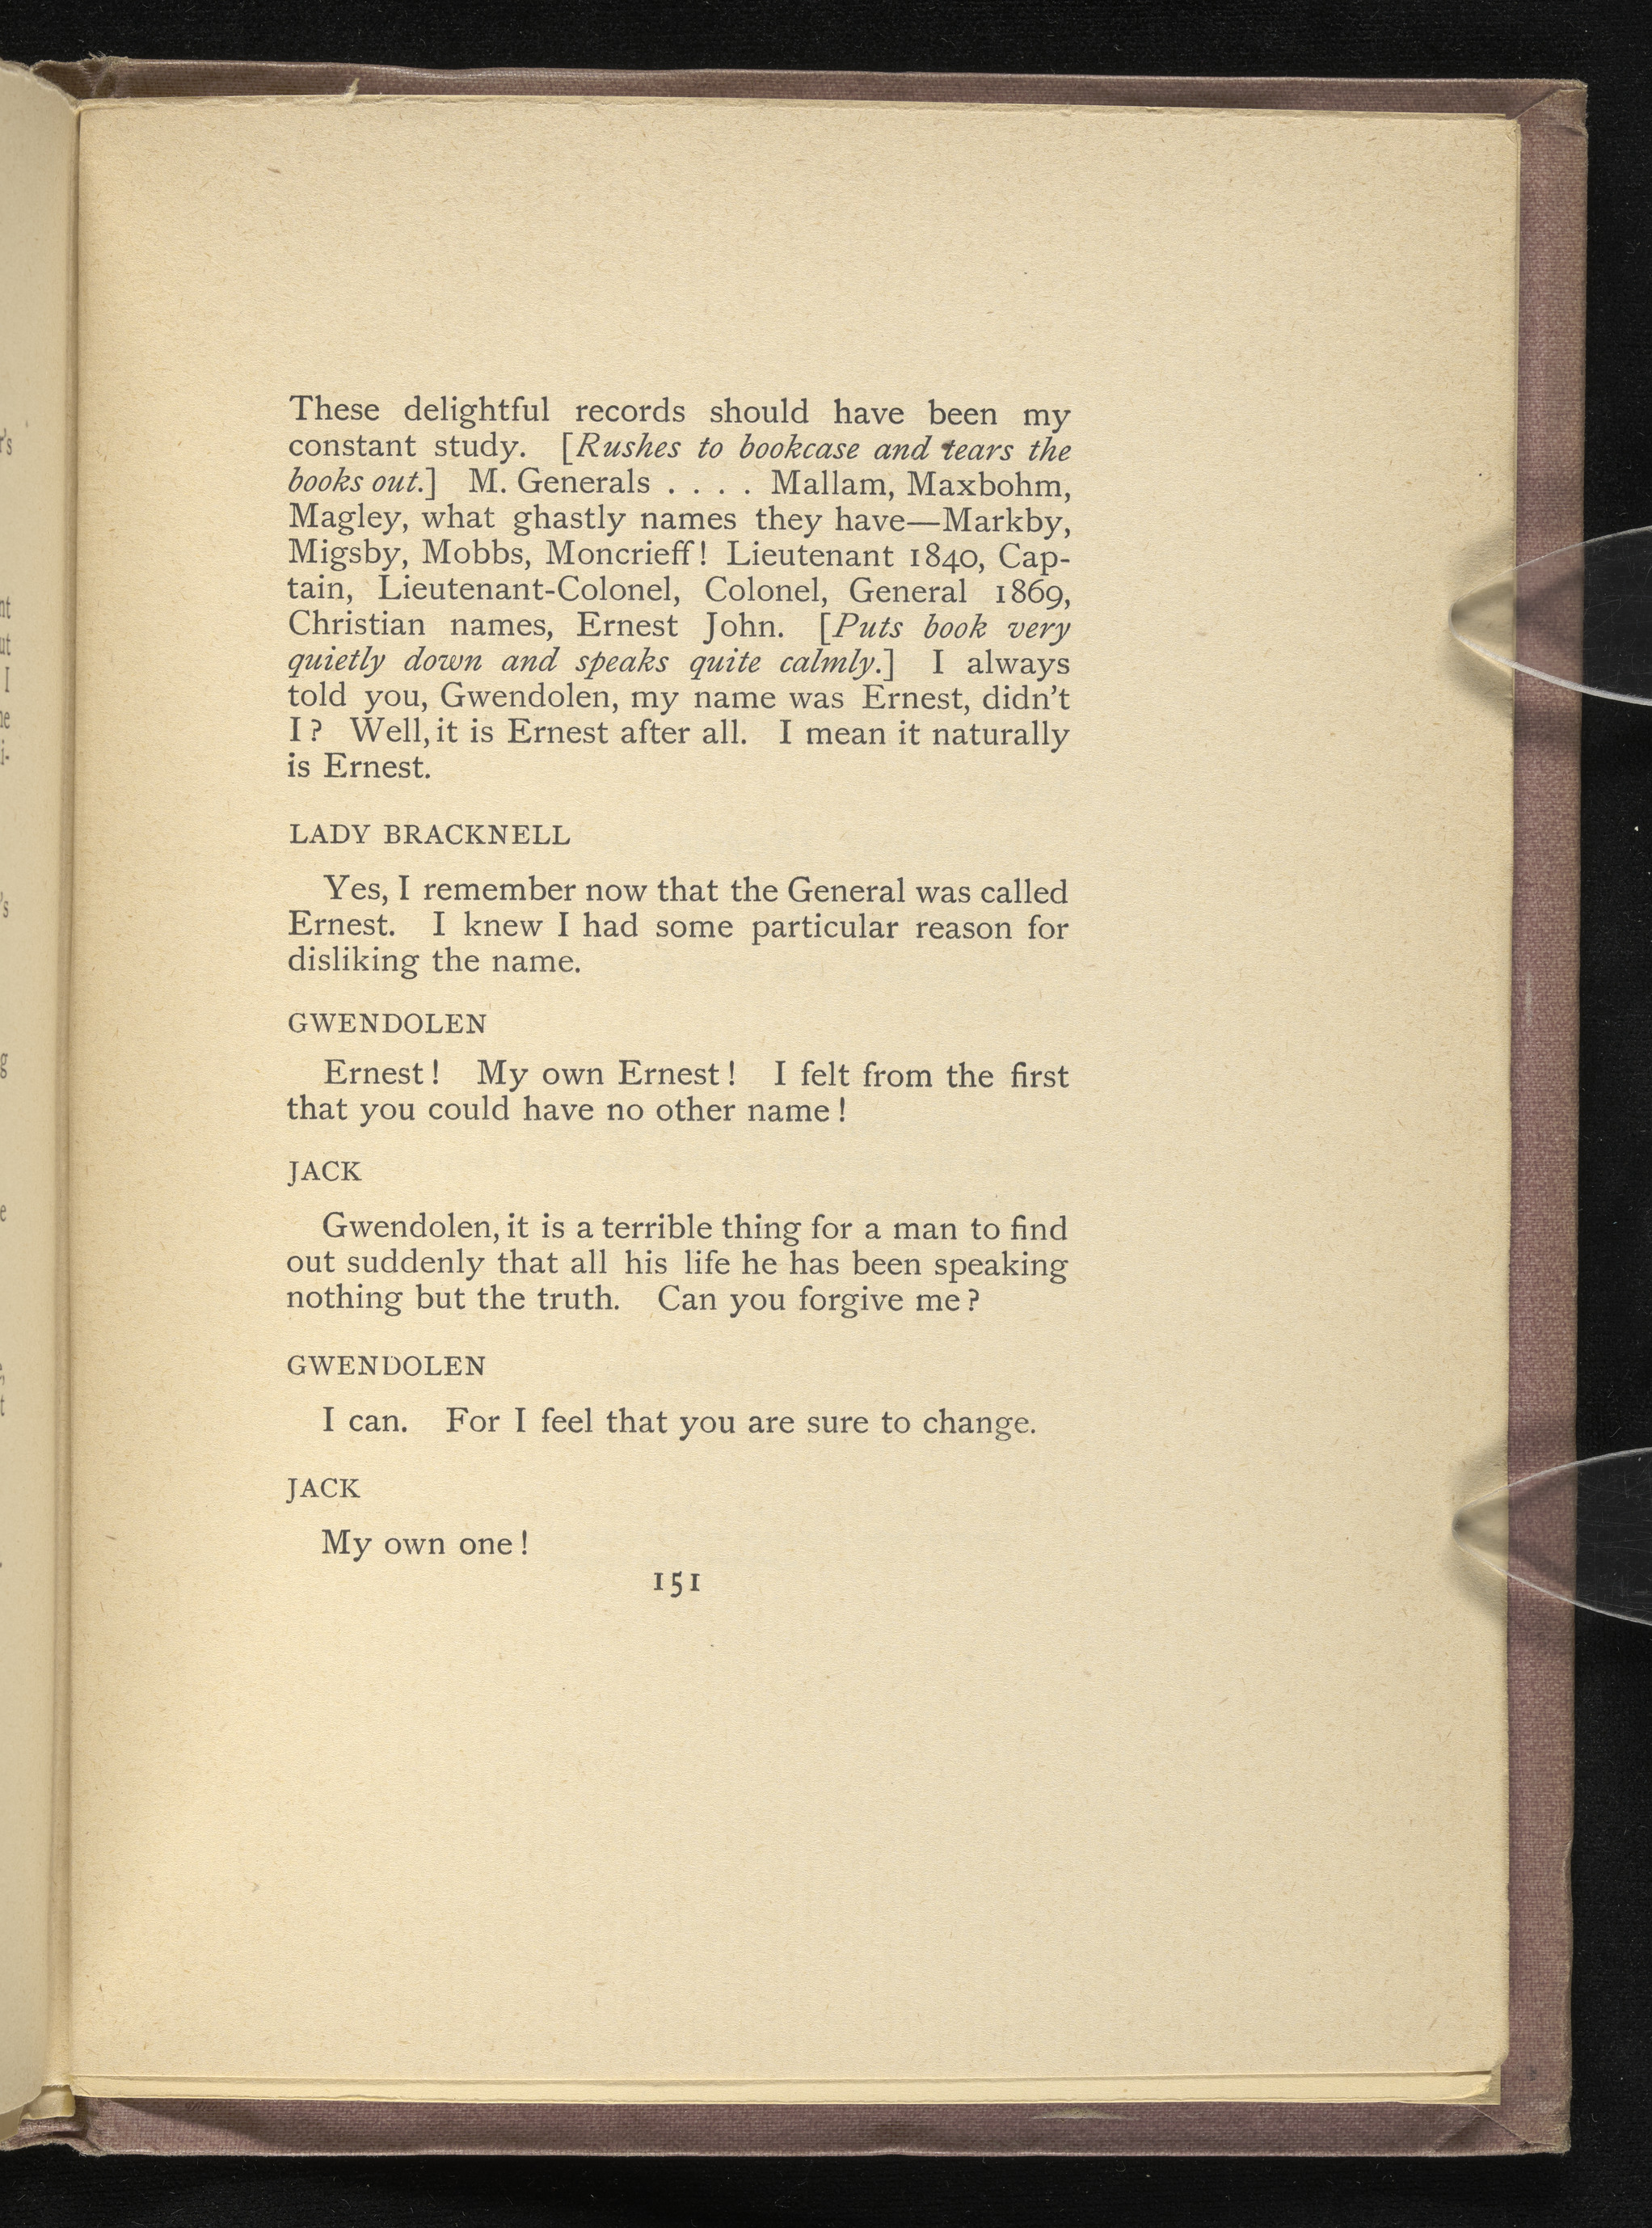 These delightful records should have been my
constant study. [Rushes to bookcase and tears the
books out.] M. Generals . . . . Mallam, Maxbohm,
Magley, what ghastly names they have—Markby,
Migsby, Mobbs, Moncrieff! Lieutenant 1840, Cap-
tain, Lieutenant-Colonel, Colonel, General 1869,
Christian names, Ernest John. [Puts book very
quietly down and speaks quite calmly.] I always
told you, Gwendolen, my name was Ernest, didn't
I? Well, it is Ernest after all. I mean it naturally
is Ernest.
LADY BRACKNELL
Yes, I remember now that the General was called
Ernest. I knew I had some particular reason for
disliking the name.
GWENDOLEN
Ernest! My own Ernest! I felt from the first
that you could have no other name!
JACK
Gwendolen, it is a terrible thing for a man to find
out suddenly that all his life he has been speaking
nothing but the truth. Can you forgive me?
GWENDOLEN
I can. For I feel that you are sure to change.
JACK
My own one!
151